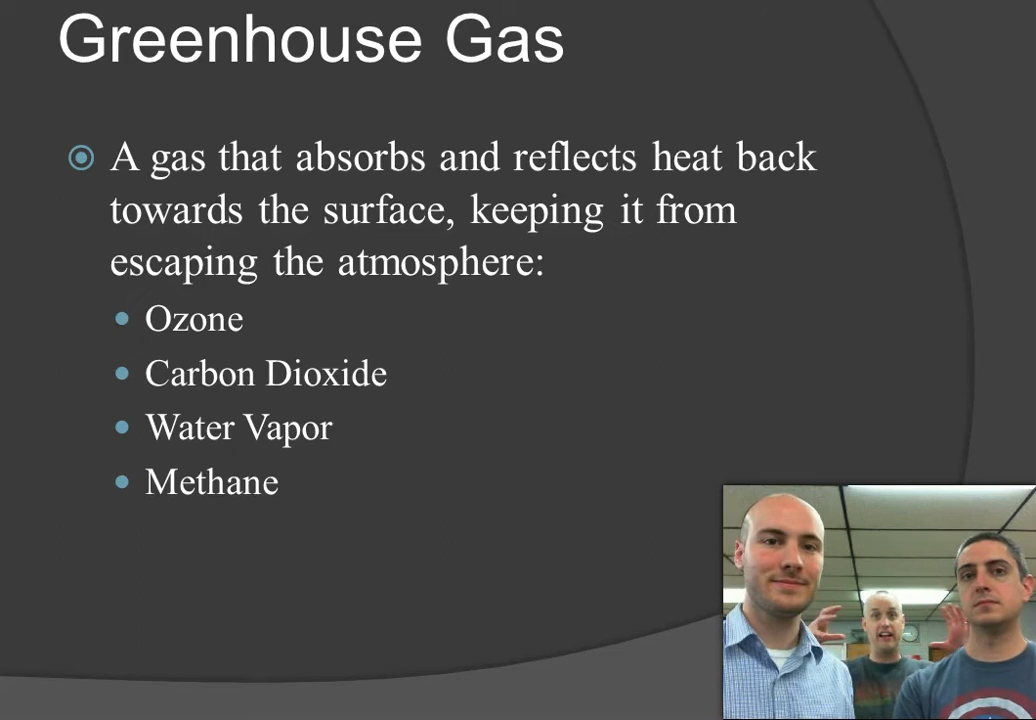 Greenhouse Gas
A gas that absorbs and reflects heat back
towards the surface, keeping it from
escaping the atmosphere:
Ozone
Carbon Dioxide
Water Vapor
Methane